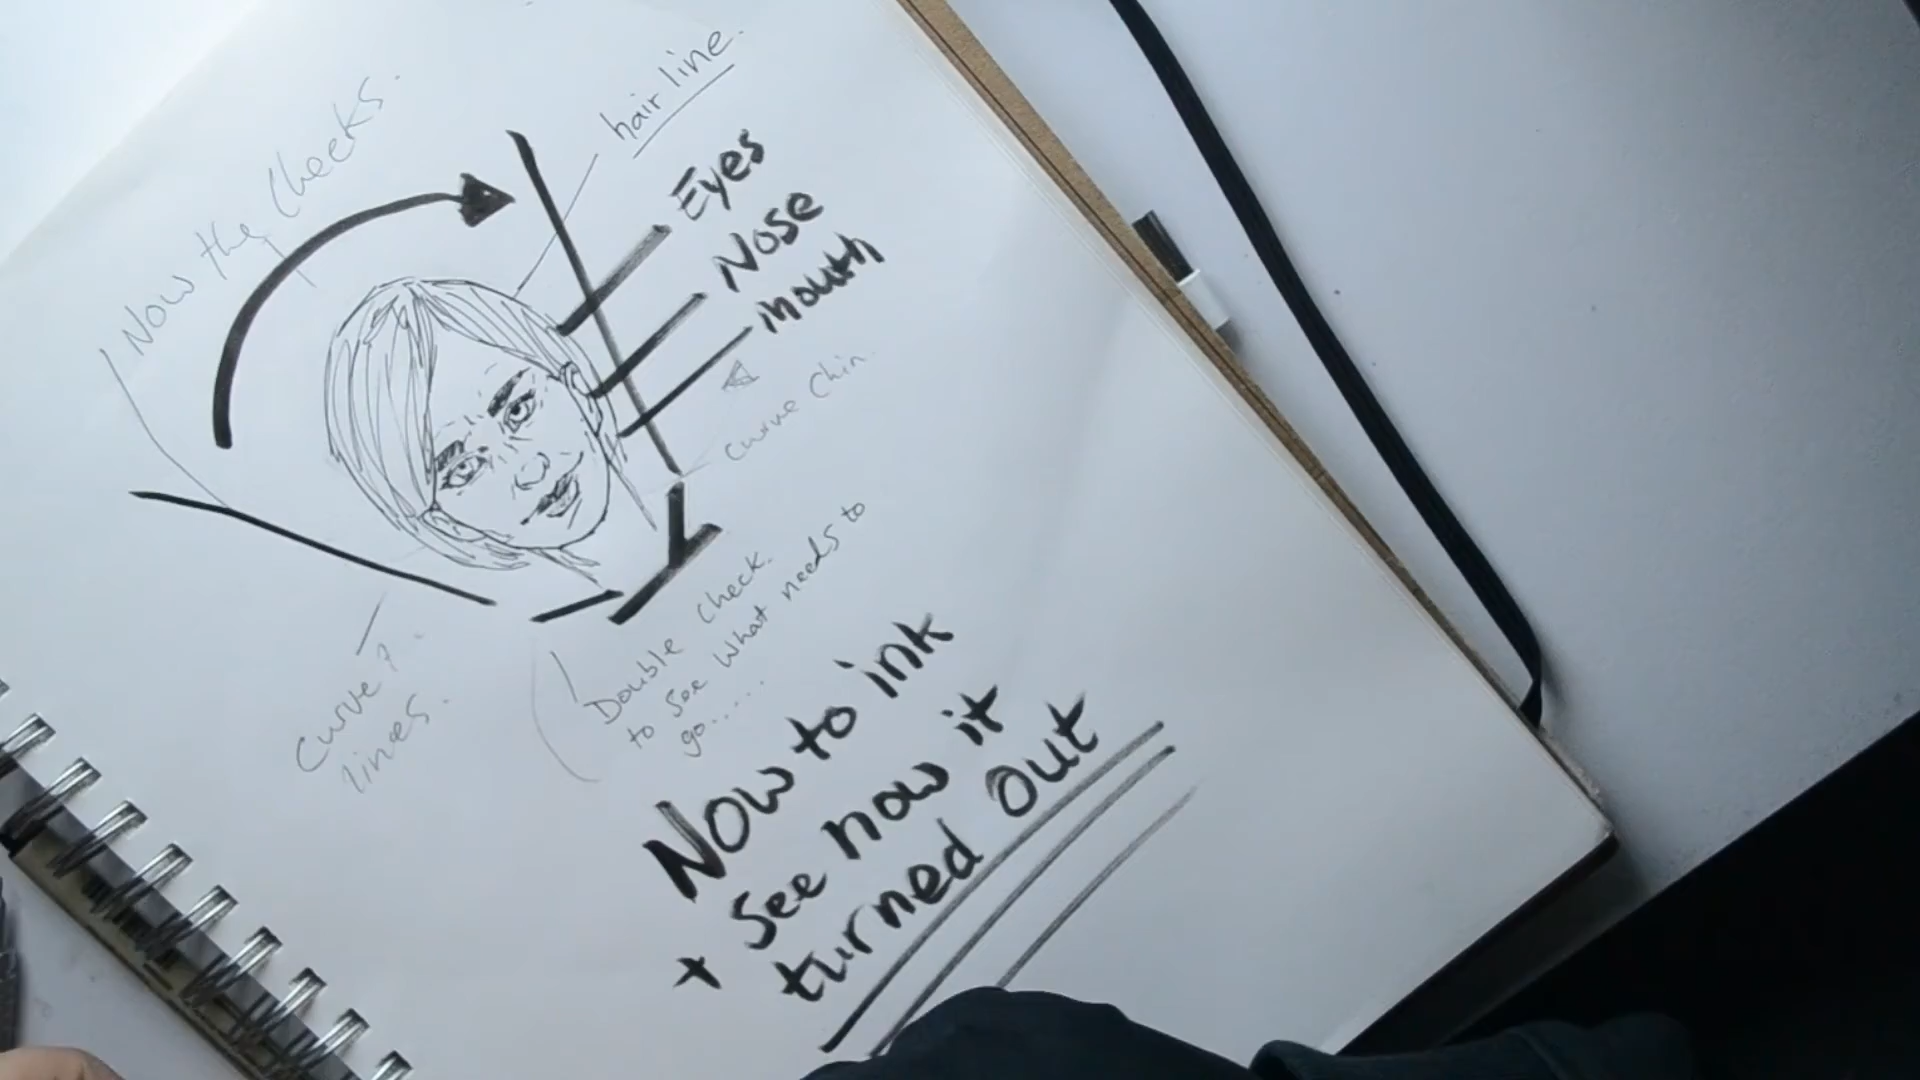 Now the Cheeks.
hair line.
Eyes
Nose
mouth
curve chin.
curve?
lines.
Double check.
to see what needs to
go.....
Now to ink
+ See how it
turned out